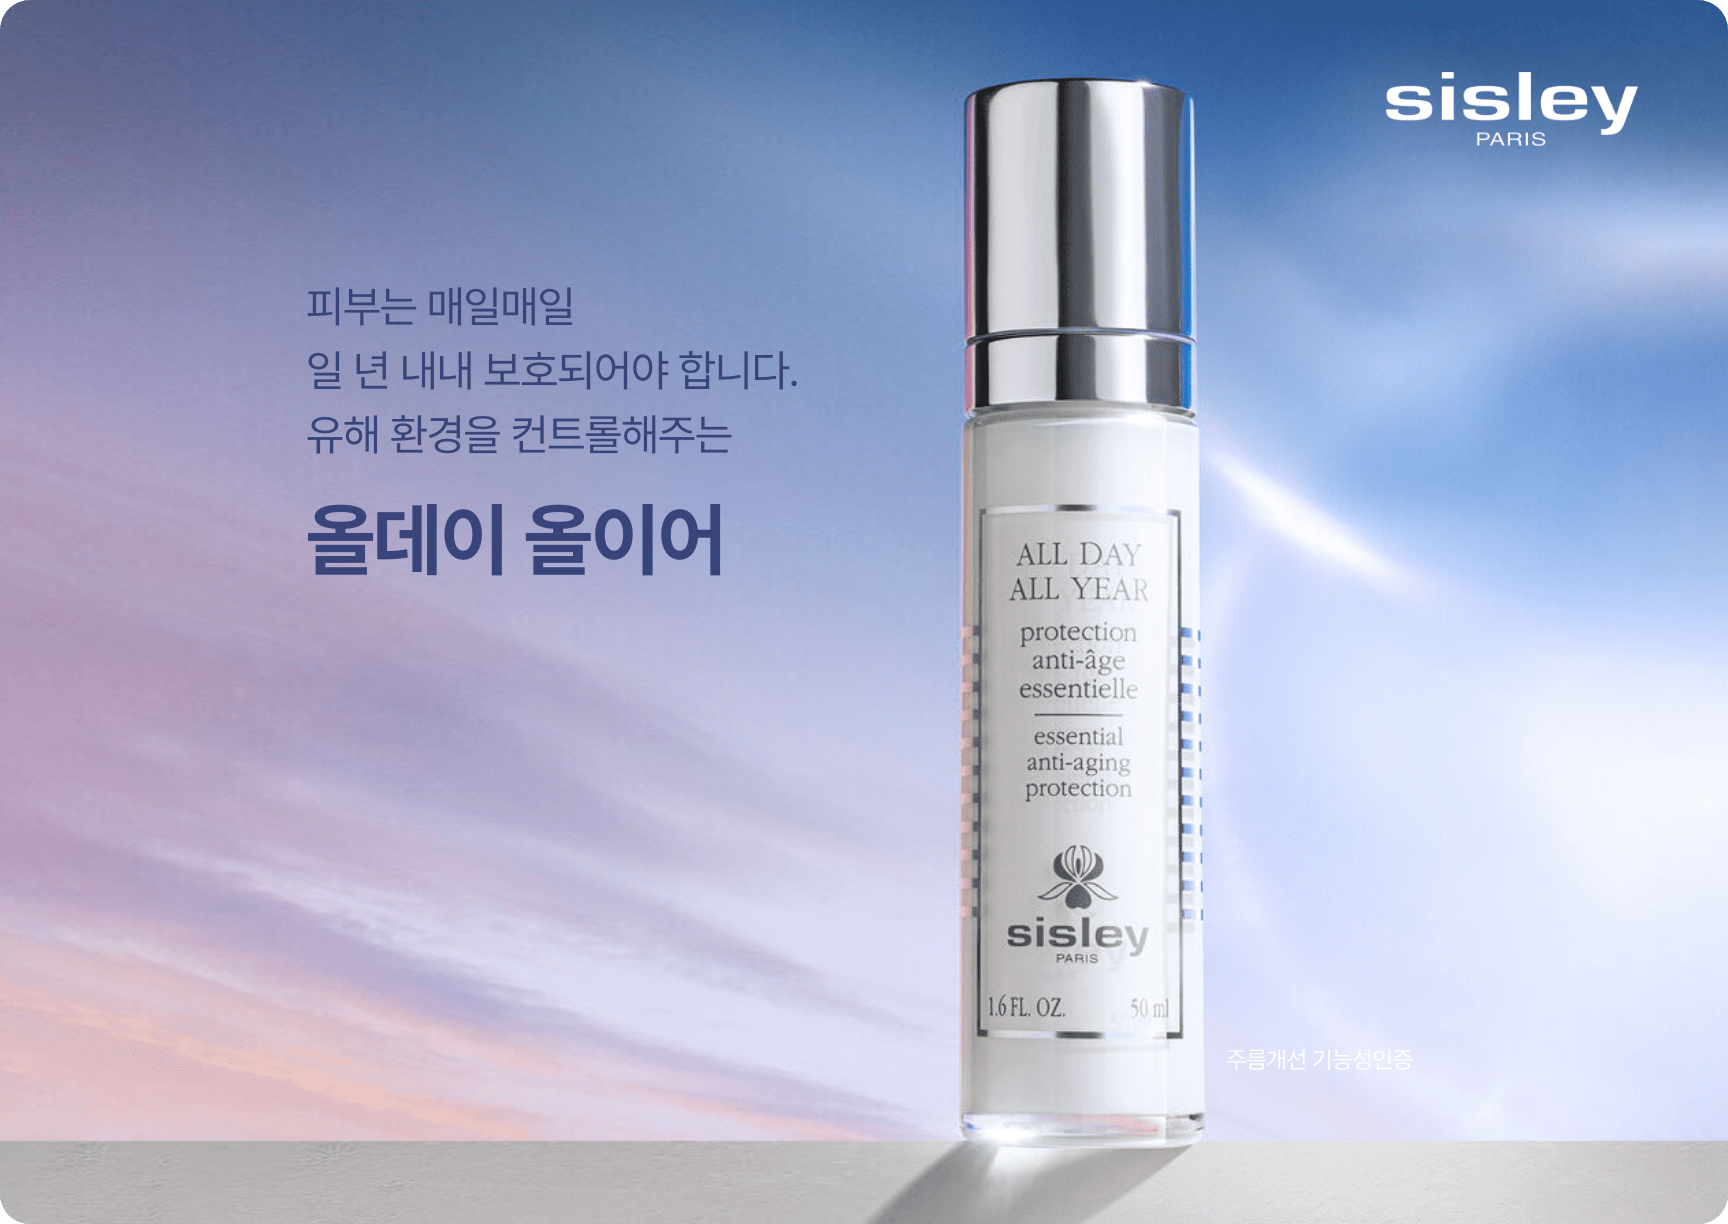 sisley
PARIS
피부는 매일매일
일 년 내내 보호되어야 합니다.
유해 환경을 컨트롤해주는
올데이 올이어
ALL DAY
ALL YEAR
protection
anti-âge
essentielle
essential
anti-aging
protection
sisley
PARIS
1.6 FL. OZ. 50 ml
주름개선 기능성인증